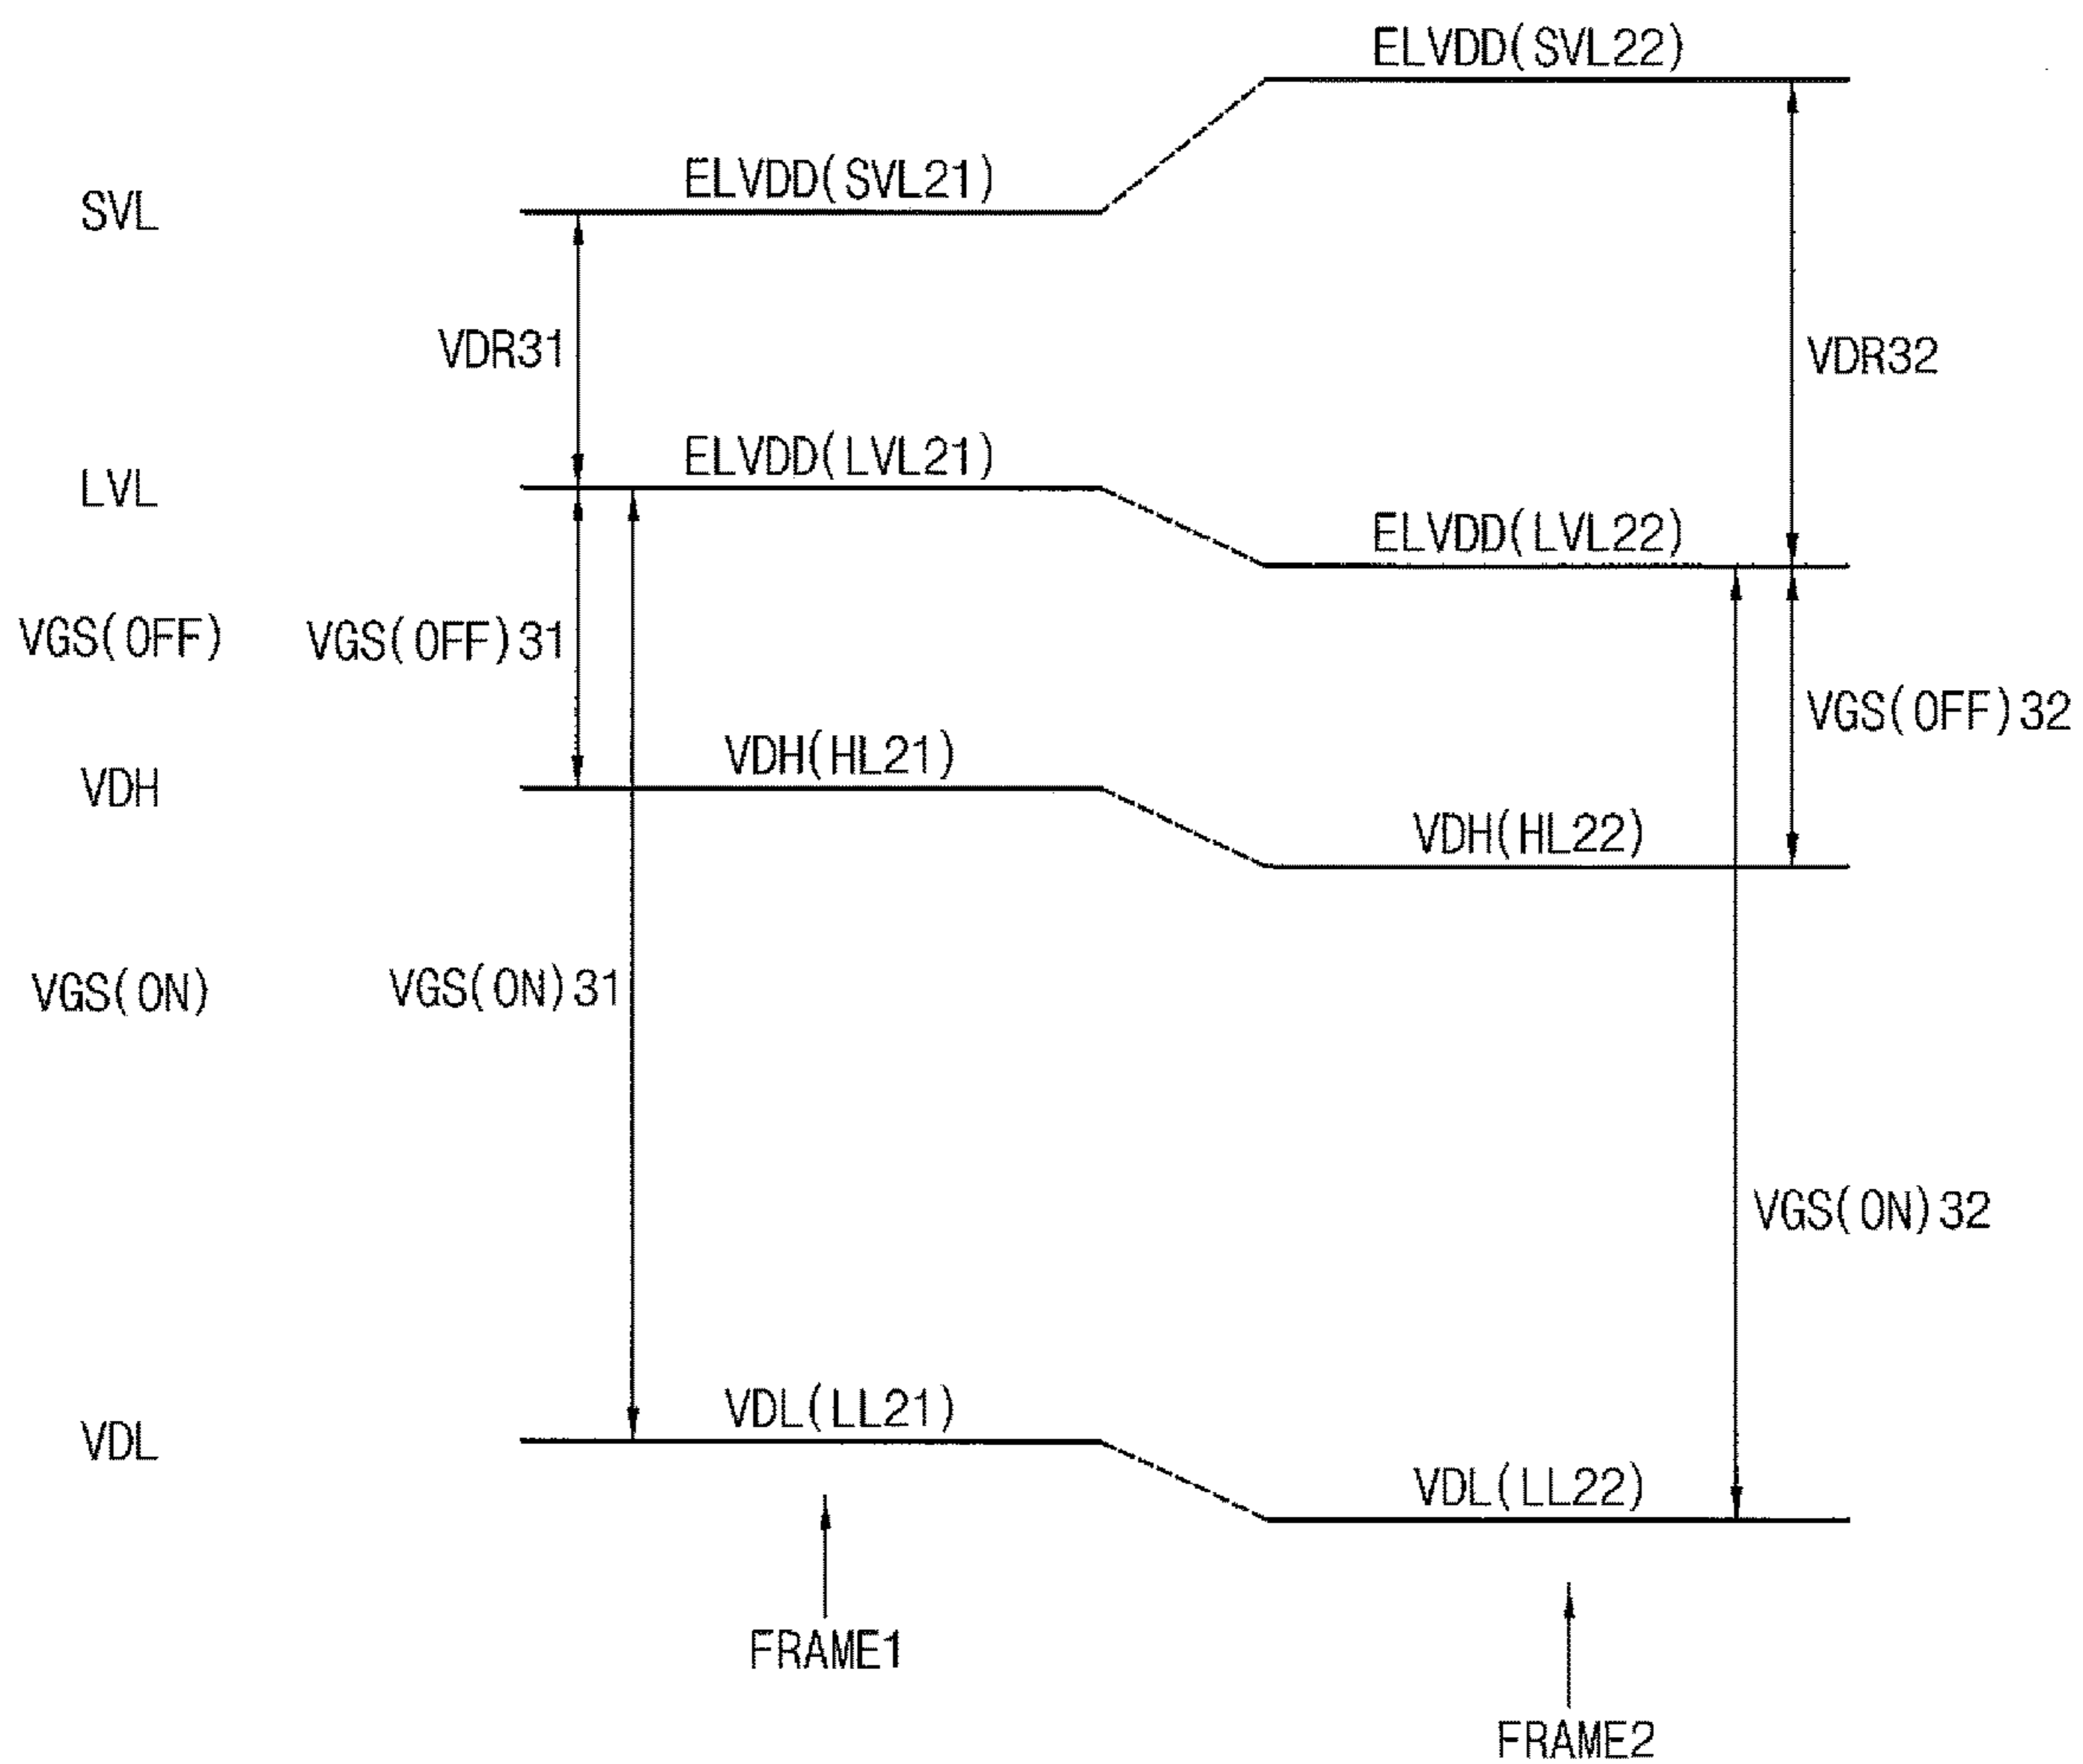 ELVDD(SVL22)
ELVDD(SVL21)
SVL
VDR31
VDR32
ELVDD(LVL21)
LVL
ELVDD(LVL22)
VGS(OFF)
VGS(OFF)31
VGS(OFF)32
VDH(HL21)
VDH
VDH(HL22)
VGS(ON)
VGS(ON)31
VGS(ON)32
VDL(LL21)
VDL
VDL(LL22)
FRAME1
FRAME2